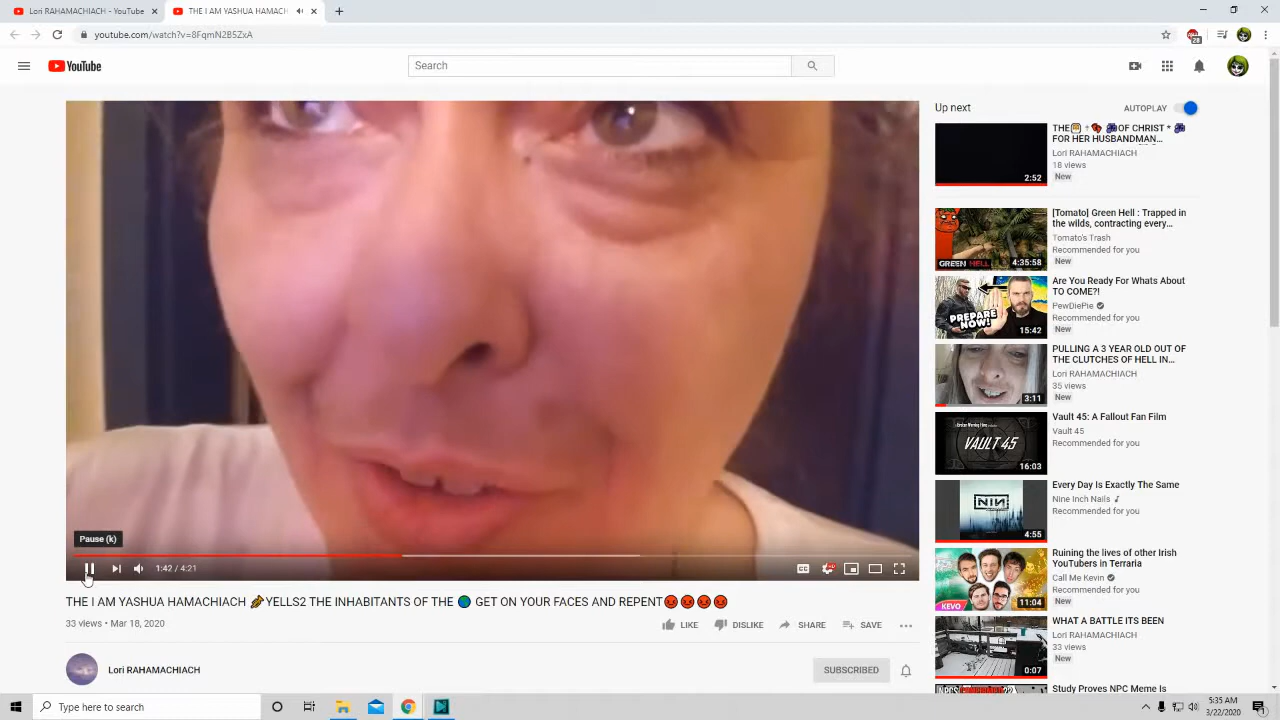 Lori RAHAMACHIACH - YouTube
THE I AM YASHUA HAMACH
youtube.com/watch?v=8FqmN2B5ZxA
28
YouTube
Search
Up next
AUTOPLAY
THE OF CHRIST *
FOR HER HUSBANDMAN...
Lori RAHAMACHIACH
18 views
New
2:52
[Tomato] Green Hell : Trapped in
the wilds, contracting every...
Tomato's Trash
Recommended for you
New
GREEN HELL
4:35:58
Are You Ready For Whats About
TO COME?!
PewDiePie
Recommended for you
New
PREPARE
NOW!
15:42
PULLING A 3 YEAR OLD OUT OF
THE CLUTCHES OF HELL IN...
Lori RAHAMACHIACH
35 views
New
3:11
Vault 45: A Fallout Fan Film
Vault 45
Recommended for you
VAULT 45
16:03
Every Day Is Exactly The Same
Nine Inch Nails
Recommended for you
NIN
4:55
Ruining the lives of other Irish
YouTubers in Terraria
Call Me Kevin
Recommended for you
New
KEVO
11:04
WHAT A BATTLE ITS BEEN
Lori RAHAMACHIACH
33 views
New
0:07
Study Proves NPC Meme Is
Pause (k)
1:42 / 4:21
THE I AM YASHUA HAMACHIACH YELLS2 THE INHABITANTS OF THE GET ON YOUR FACES AND REPENT
33 views • Mar 18, 2020
LIKE
DISLIKE
SHARE
SAVE
Lori RAHAMACHIACH
SUBSCRIBED
Type here to search
5:35 AM
3/22/2020